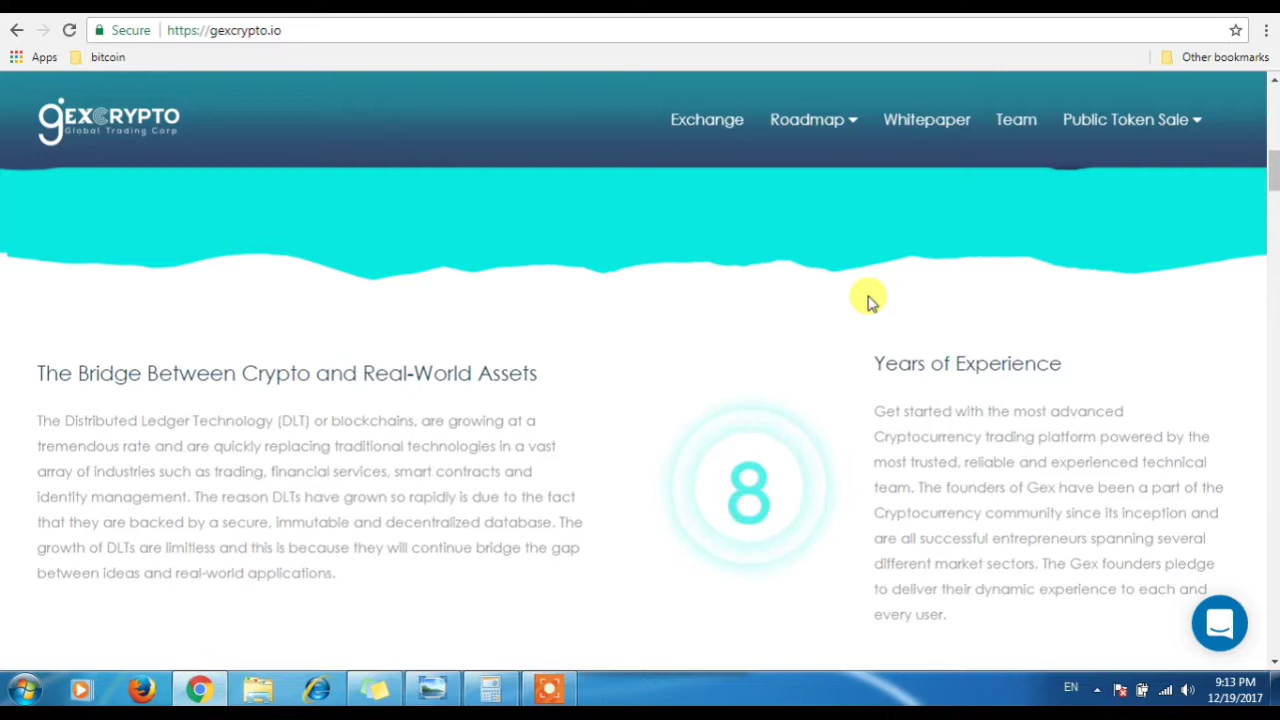 Secure https://gexcrypto.io
Apps bitcoin Other bookmarks
gEXCRYPTO
Global Trading Corp
Exchange Roadmap Whitepaper Team Public Token Sale
The Bridge Between Crypto and Real-World Assets
The Distributed Ledger Technology (DLT) or blockchains, are growing at a
tremendous rate and are quickly replacing traditional technologies in a vast
array of industries such as trading, financial services, smart contracts and
identity management. The reason DLTs have grown so rapidly is due to the fact
that they are backed by a secure, immutable and decentralized database. The
growth of DLTs are limitless and this is because they will continue bridge the gap
between ideas and real-world applications.
8
Years of Experience
Get started with the most advanced
Cryptocurrency trading platform powered by the
most trusted, reliable and experienced technical
team. The founders of Gex have been a part of the
Cryptocurrency community since its inception and
are all successful entrepreneurs spanning several
different market sectors. The Gex founders pledge
to deliver their dynamic experience to each and
every user.
EN
9:13 PM
12/19/2017